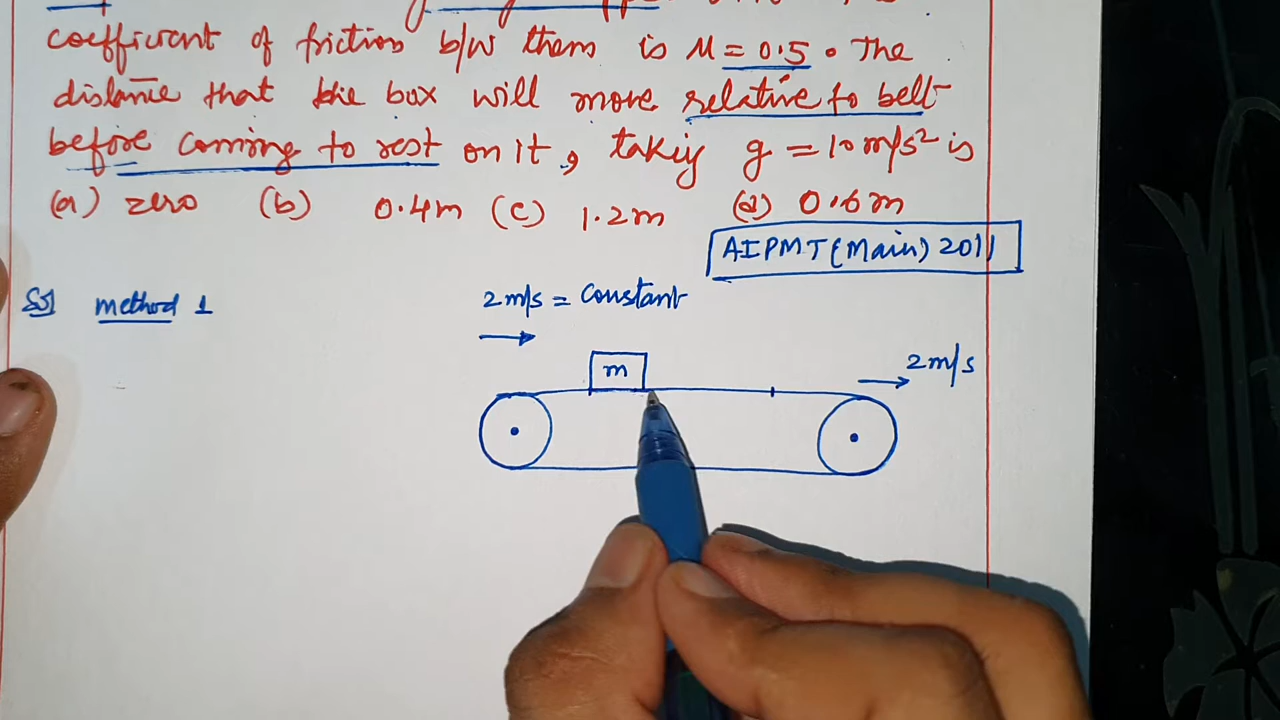 coefficient of friction b/w them is μ = 0.5. The
distance that the box will move relative to belt
before coming to rest on it, taking g = 10 m/s² is
(a) zero (b) 0.4m (c) 1.2m (d) 0.6m
AIPMT (Main) 2011
Sol method 1
2m/s = constant
m
2m/s